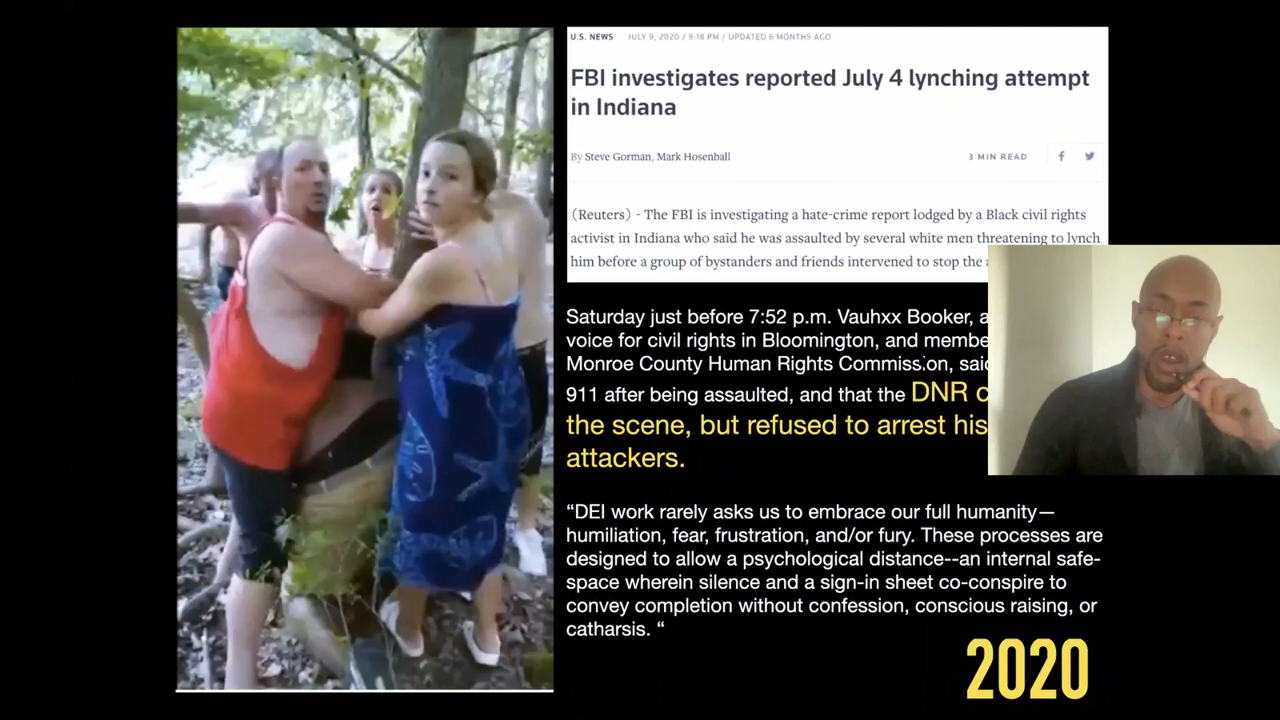 U.S. NEWS JULY 9, 2020 / 9:18 PM / UPDATED 6 MONTHS AGO
FBI investigates reported July 4 lynching attempt
in Indiana
By Steve Gorman, Mark Hosenball
3 MIN READ
(Reuters) - The FBI is investigating a hate-crime report lodged by a Black civil rights
activist in Indiana who said he was assaulted by several white men threatening to lynch
him before a group of bystanders and friends intervened to stop the
Saturday just before 7:52 p.m. Vauhxx Booker,
voice for civil rights in Bloomington, and
Monroe County Human Rights
911 after being assaulted, and that the DNR
the scene, but refused to arrest his
attackers.
“DEI work rarely asks us to embrace our full humanity—
humiliation, fear, frustration, and/or fury. These processes are
designed to allow a psychological distance--an internal safe-
space wherein silence and a sign-in sheet co-conspire to
convey completion without confession, conscious raising, or
catharsis. “
2020